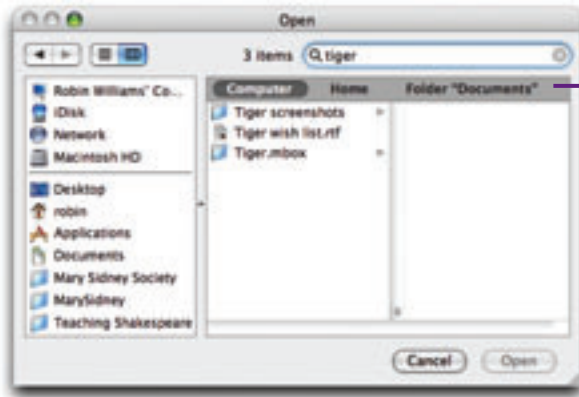 Open
3 items tiger
Computer Home Folder "Documents"
Robin Williams' Co...
iDisk
Network
Macintosh HD
Desktop
robin
Applications
Documents
Mary Sidney Society
MarySidney
Teaching Shakespeare
Tiger screenshots
Tiger wish list.rtf
Tiger.mbox
Cancel Open